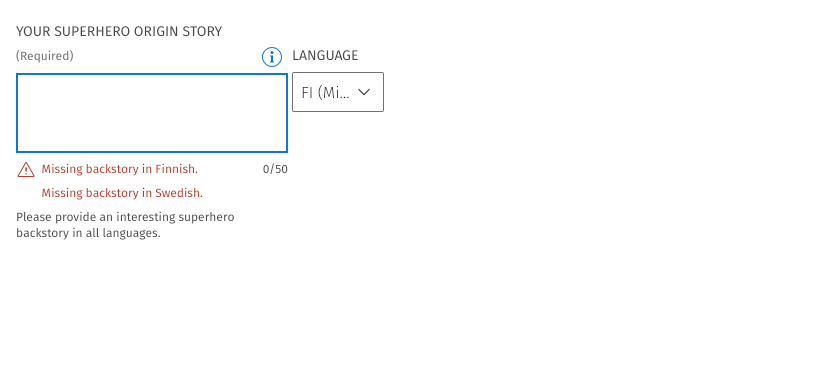 YOUR SUPERHERO ORIGIN STORY
(Required)
LANGUAGE
FI (Mi...
Missing backstory in Finnish.
0/50
Missing backstory in Swedish.
Please provide an interesting superhero
backstory in all languages.